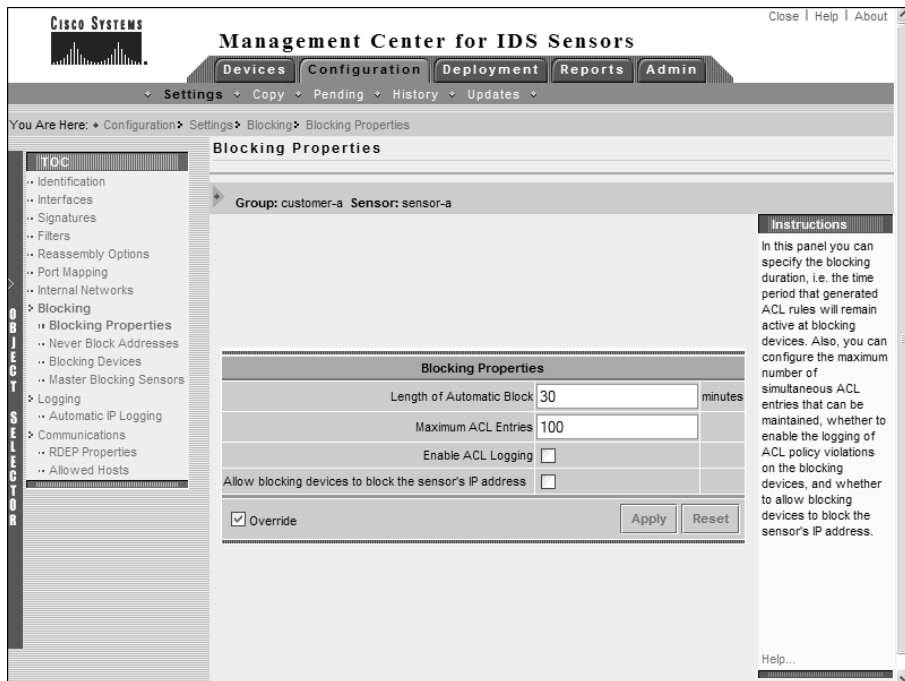 Close | Help | About
CISCO SYSTEMS
Management Center for IDS Sensors
Devices Configuration Deployment Reports Admin
Settings Copy Pending History Updates
You Are Here: Configuration Settings Blocking Blocking Properties
TOC
Identification
Interfaces
Signatures
Filters
Reassembly Options
Port Mapping
Internal Networks
Blocking
Blocking Properties
Never Block Addresses
Blocking Devices
Master Blocking Sensors
Logging
Automatic IP Logging
Communications
RDEP Properties
Allowed Hosts
OBJECT SELECTOR
Blocking Properties
Group: customer-a Sensor: sensor-a
Blocking Properties
Length of Automatic Block 30 minutes
Maximum ACL Entries 100
Enable ACL Logging
Allow blocking devices to block the sensor's IP address
Override Apply Reset
Instructions
In this panel you can
specify the blocking
duration, i.e. the time
period that generated
ACL rules will remain
active at blocking
devices. Also, you can
configure the maximum
number of
simultaneous ACL
entries that can be
maintained, whether to
enable the logging of
ACL policy violations
on the blocking
devices, and whether
to allow blocking
devices to block the
sensor's IP address.
Help...